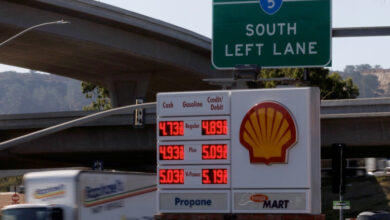 5
SOUTH
LEFT LANE
Cash Gasoline Credit/
Debit
4.73 Regular 4.89
4.93 Plus 5.09
5.03 V-Power 5.19
Propane
MART